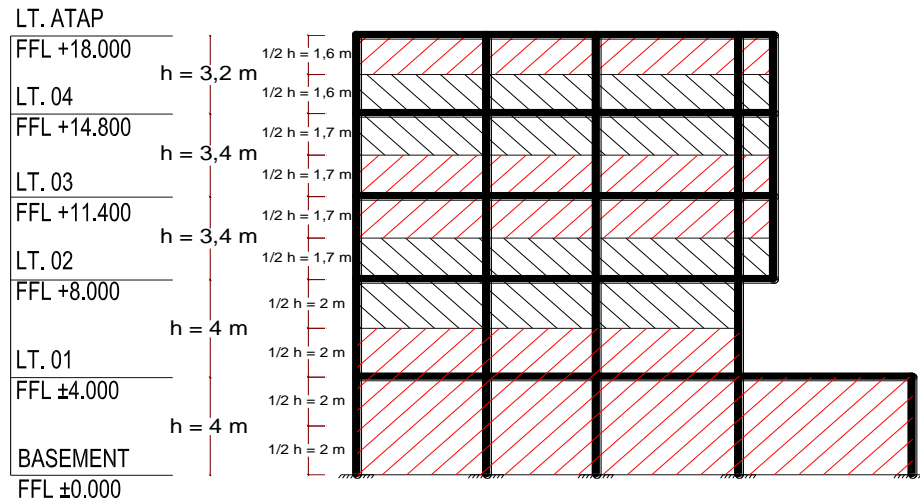 LT. ATAP
FFL +18.000
h = 3,2 m
1/2 h = 1,6 m
1/2 h = 1,6 m
LT. 04
FFL +14.800
h = 3,4 m
1/2 h = 1,7 m
1/2 h = 1,7 m
LT. 03
FFL +11.400
h = 3,4 m
1/2 h = 1,7 m
1/2 h = 1,7 m
LT. 02
FFL +8.000
h = 4 m
1/2 h = 2 m
1/2 h = 2 m
LT. 01
FFL ±4.000
h = 4 m
1/2 h = 2 m
1/2 h = 2 m
BASEMENT
FFL ±0.000